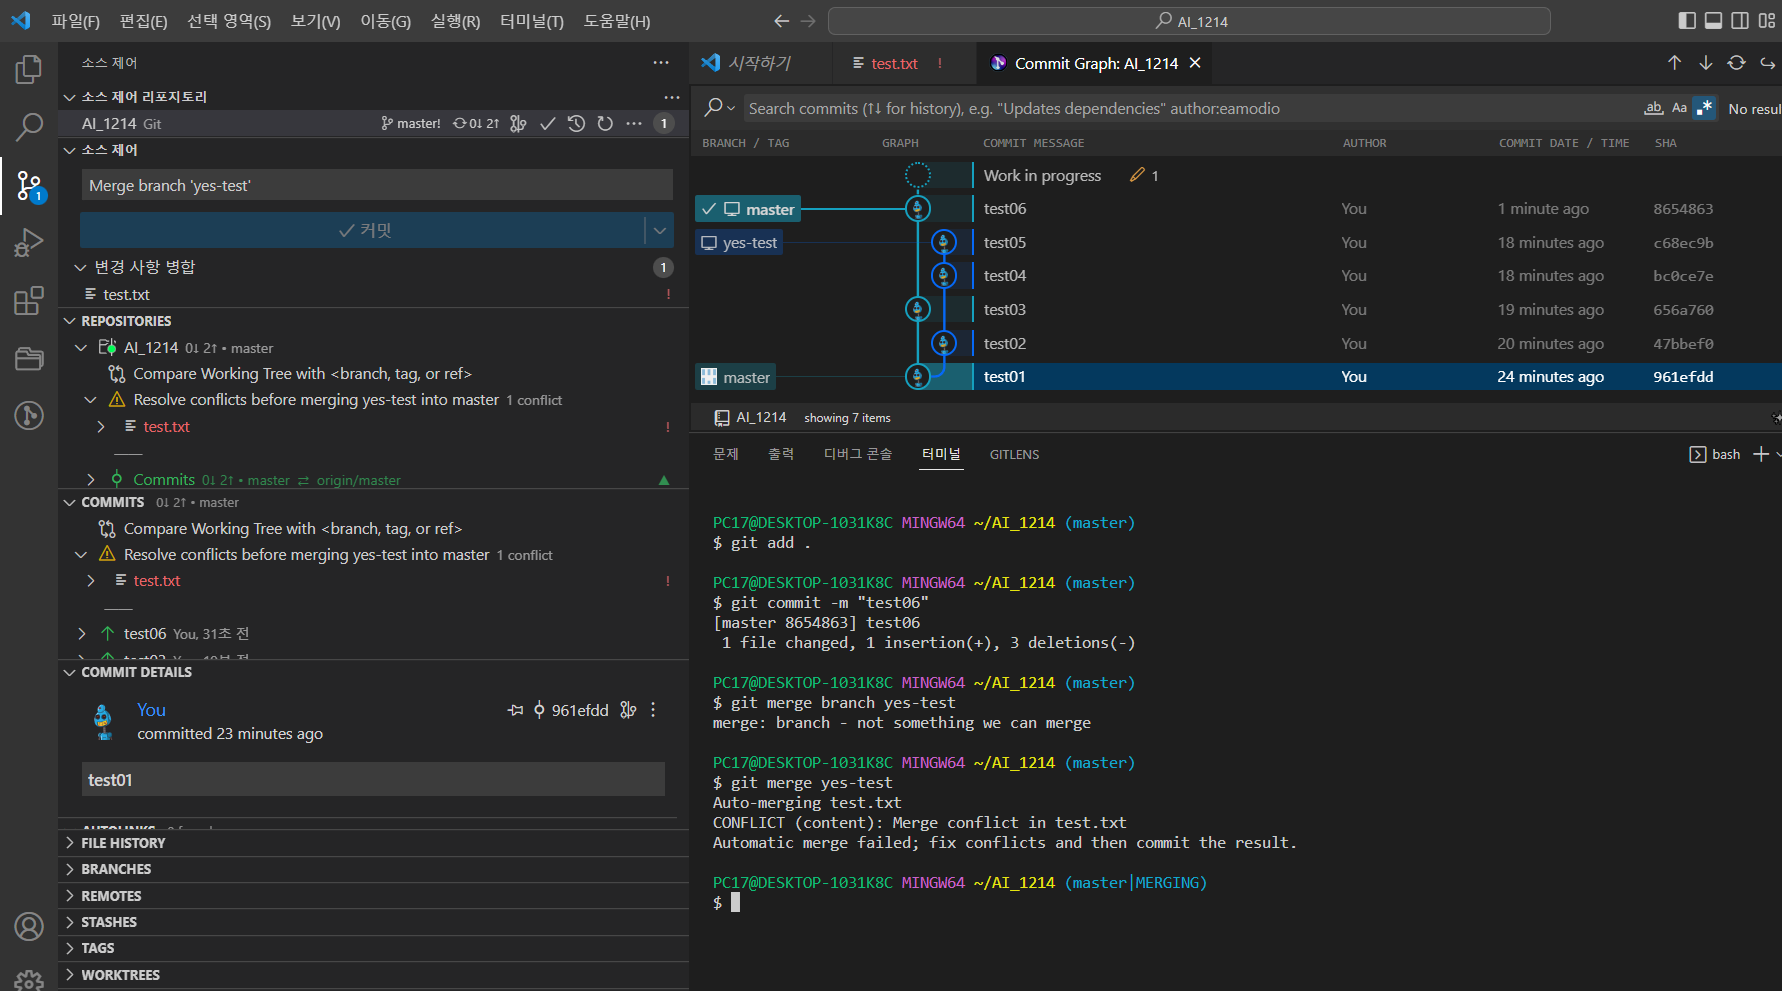 파일(F) 편집(E) 선택 영역(S) 보기(V) 이동(G) 실행(R) 터미널(T) 도움말(H)
AI_1214
소스 제어
소스 제어 리포지토리
AI_1214 Git master! 0↓ 2↑ 1
소스 제어
Merge branch 'yes-test'
커밋
변경 사항 병합 1
test.txt !
REPOSITORIES
AI_1214 0↓ 2↑ • master
Compare Working Tree with <branch, tag, or ref>
Resolve conflicts before merging yes-test into master 1 conflict
test.txt !
Commits 0↓ 2↑ • master ⇄ origin/master
COMMITS 0↓ 2↑ • master
Compare Working Tree with <branch, tag, or ref>
Resolve conflicts before merging yes-test into master 1 conflict
test.txt !
test06 You, 31초 전
COMMIT DETAILS
You
961efdd
committed 23 minutes ago
test01
FILE HISTORY
BRANCHES
REMOTES
STASHES
TAGS
WORKTREES
시작하기 test.txt ! Commit Graph: AI_1214
Search commits (↑↓ for history), e.g. "Updates dependencies" author:eamodio ab, Aa No resul
BRANCH / TAG GRAPH COMMIT MESSAGE AUTHOR COMMIT DATE / TIME SHA
Work in progress 1
master test06 You 1 minute ago 8654863
yes-test test05 You 18 minutes ago c68ec9b
test04 You 18 minutes ago bc0ce7e
test03 You 19 minutes ago 656a760
test02 You 20 minutes ago 47bbef0
master test01 You 24 minutes ago 961efdd
AI_1214 showing 7 items
문제 출력 디버그 콘솔 터미널 GITLENS bash
PC17@DESKTOP-1031K8C MINGW64 ~/AI_1214 (master)
$ git add .
PC17@DESKTOP-1031K8C MINGW64 ~/AI_1214 (master)
$ git commit -m "test06"
[master 8654863] test06
1 file changed, 1 insertion(+), 3 deletions(-)
PC17@DESKTOP-1031K8C MINGW64 ~/AI_1214 (master)
$ git merge branch yes-test
merge: branch - not something we can merge
PC17@DESKTOP-1031K8C MINGW64 ~/AI_1214 (master)
$ git merge yes-test
Auto-merging test.txt
CONFLICT (content): Merge conflict in test.txt
Automatic merge failed; fix conflicts and then commit the result.
PC17@DESKTOP-1031K8C MINGW64 ~/AI_1214 (master|MERGING)
$